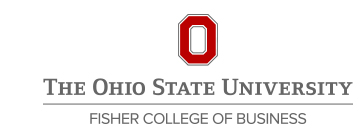 O
THE OHIO STATE UNIVERSITY
FISHER COLLEGE OF BUSINESS